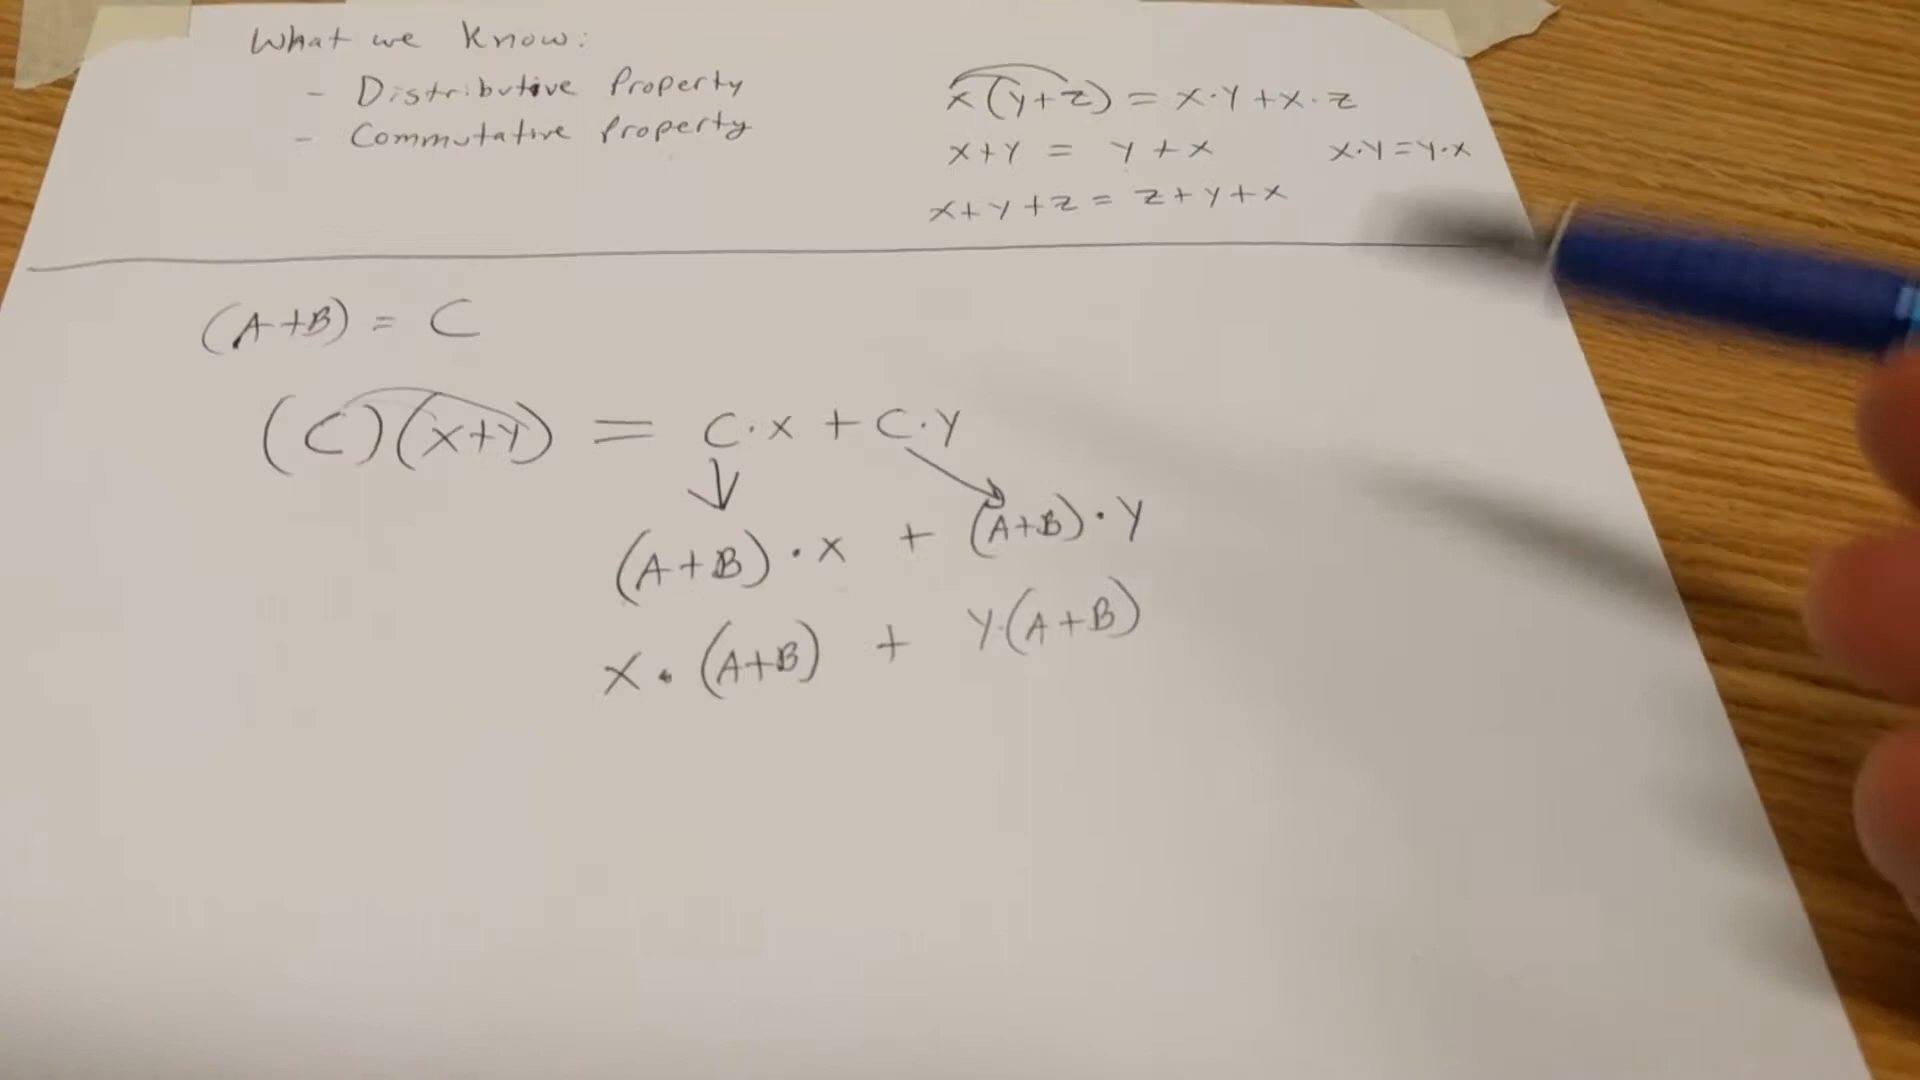 What we know:
- Distributive Property
- Commutative Property
x(y+z) = x·y+x·z
x+y = y+x x·y=y·x
x+y+z = z+y+x
(A+B) = C
(C)(x+y) = C·x + C·y
(A+B)·x + (A+B)·y
x·(A+B) + y·(A+B)